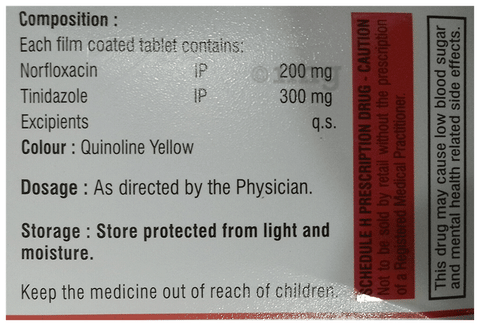 Composition :
Each film coated tablet contains:
Norfloxacin IP 200 mg
Tinidazole IP 300 mg
Excipients q.s.
Colour : Quinoline Yellow
Dosage : As directed by the Physician.
Storage : Store protected from light and
moisture.
Keep the medicine out of reach of children.
SCHEDULE H PRESCRIPTION DRUG - CAUTION
Not to be sold by retail without the prescription
of a Registered Medical Practitioner.
This drug may cause low blood sugar
and mental health related side effects.